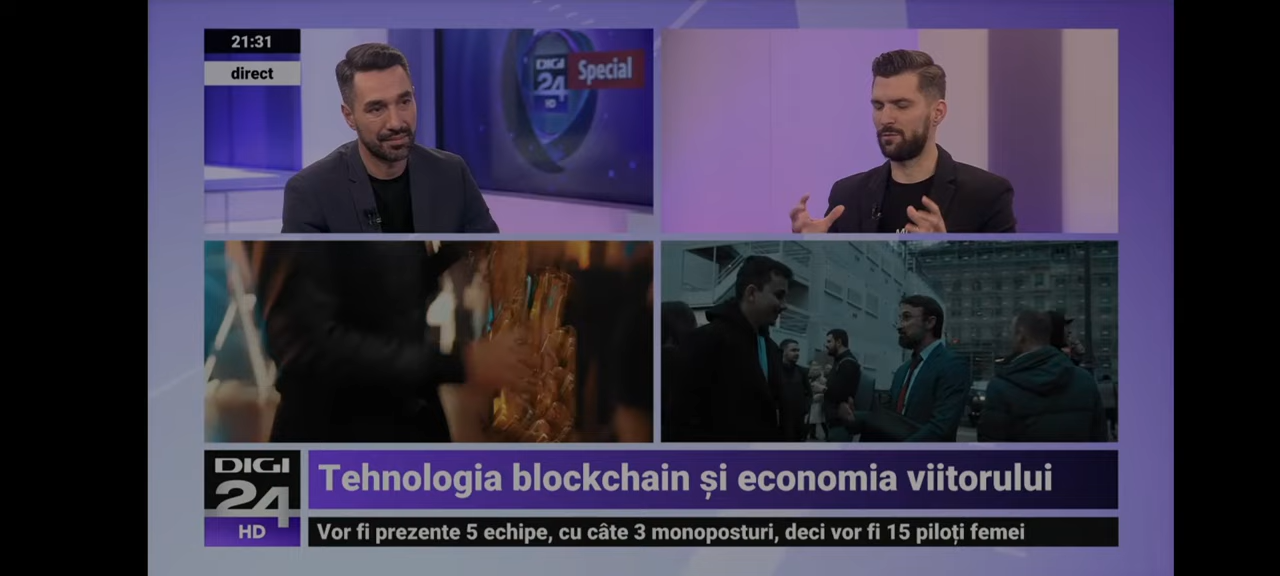 21:31
direct
DIGI
24
HD
Special
DIGI
24
HD
Tehnologia blockchain și economia viitorului
Vor fi prezente 5 echipe, cu câte 3 monoposturi, deci vor fi 15 piloți femei